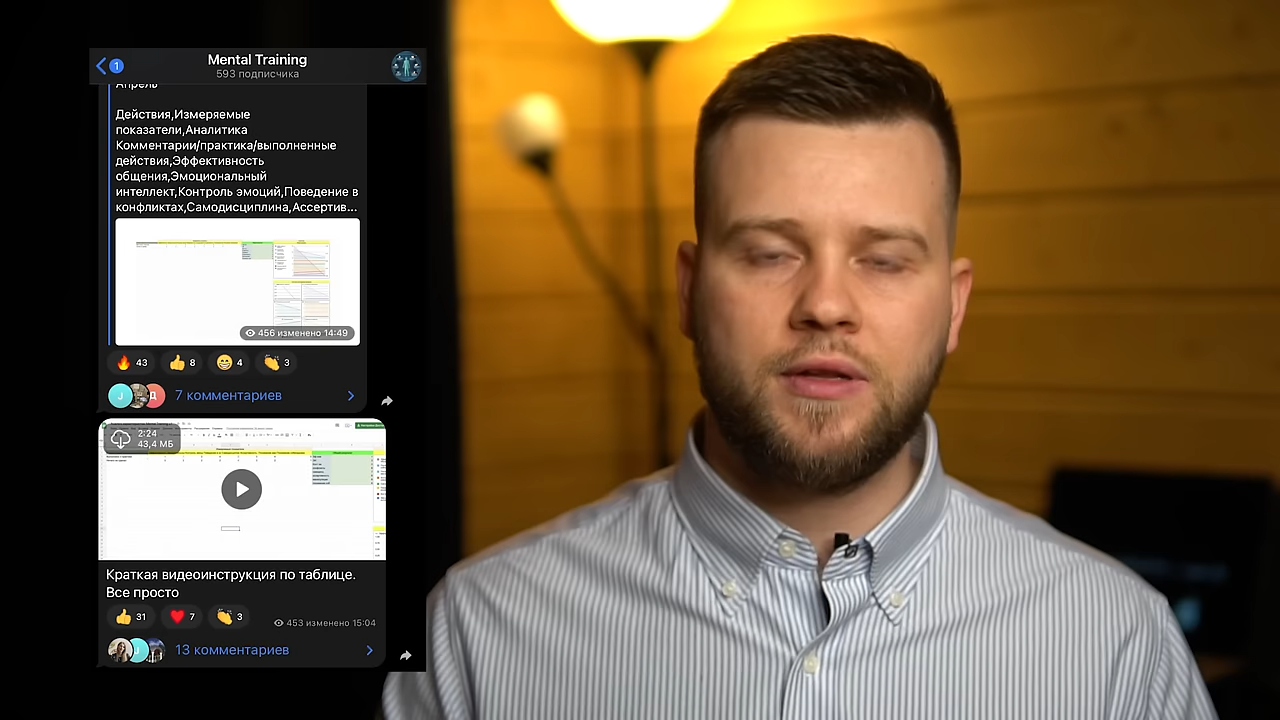 1
Mental Training
593 подписчика
Апрель
Действия,Измеряемые
показатели,Аналитика
Комментарии/практика/выполненные
действия,Эффективность
общения,Эмоциональный
интеллект,Контроль эмоций,Поведение в
конфликтах,Самодисциплина,Ассертив...
456 изменено 14:49
43 8 4 3
J Д 7 комментариев
2:24
43,4 МБ
Краткая видеоинструкция по таблице.
Все просто
31 7 3
453 изменено 15:04
J 13 комментариев